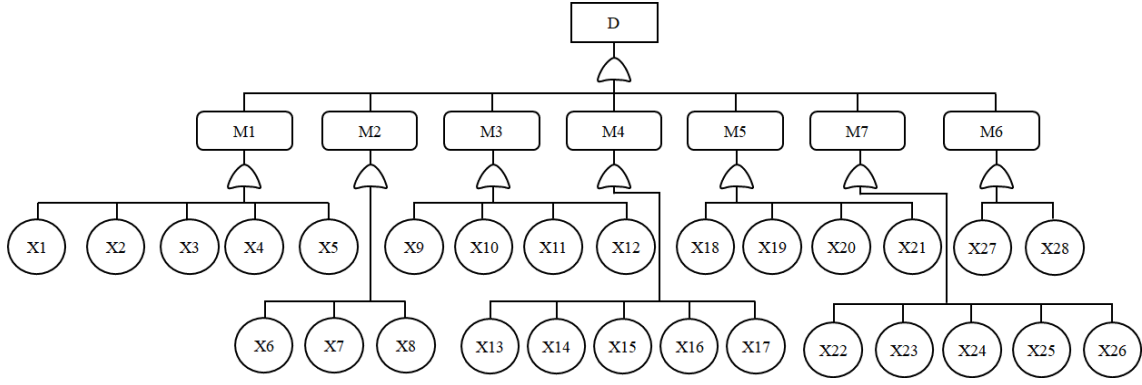 D
M1 M2 M3 M4 M5 M7 M6
X1 X2 X3 X4 X5 X9 X10 X11 X12 X18 X19 X20 X21 X27 X28
X6 X7 X8 X13 X14 X15 X16 X17 X22 X23 X24 X25 X26